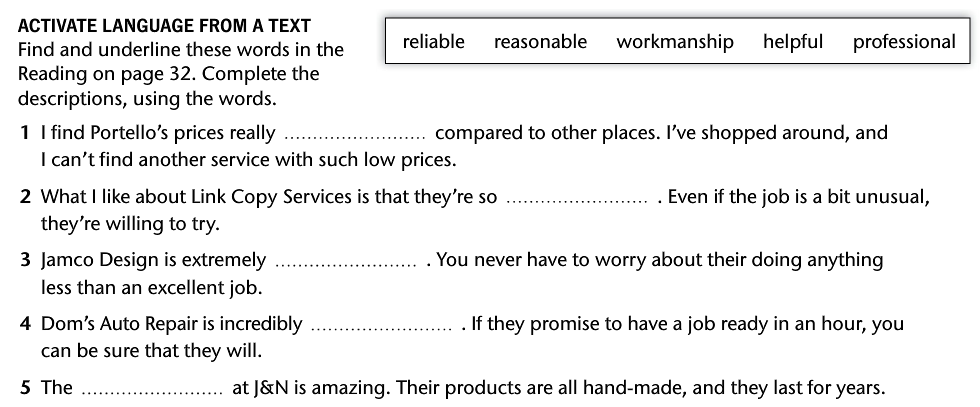 ACTIVATE LANGUAGE FROM A TEXT
Find and underline these words in the
Reading on page 32. Complete the
descriptions, using the words.
reliable reasonable workmanship helpful professional
1 I find Portello’s prices really ......................... compared to other places. I’ve shopped around, and
I can’t find another service with such low prices.
2 What I like about Link Copy Services is that they’re so ......................... . Even if the job is a bit unusual,
they’re willing to try.
3 Jamco Design is extremely ......................... . You never have to worry about their doing anything
less than an excellent job.
4 Dom’s Auto Repair is incredibly ......................... . If they promise to have a job ready in an hour, you
can be sure that they will.
5 The ......................... at J&N is amazing. Their products are all hand-made, and they last for years.